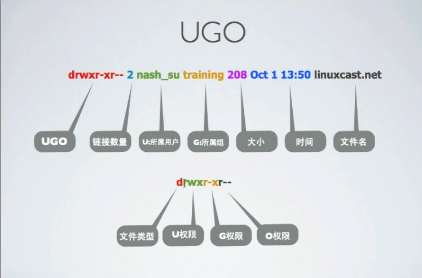 UGO
drwxr-xr-- 2 nash_su training 208 Oct 1 13:50 linuxcast.net
UGO 链接数量 U:所属用户 G:所属组 大小 时间 文件名
drwxr-xr--
文件类型 U权限 G权限 O权限